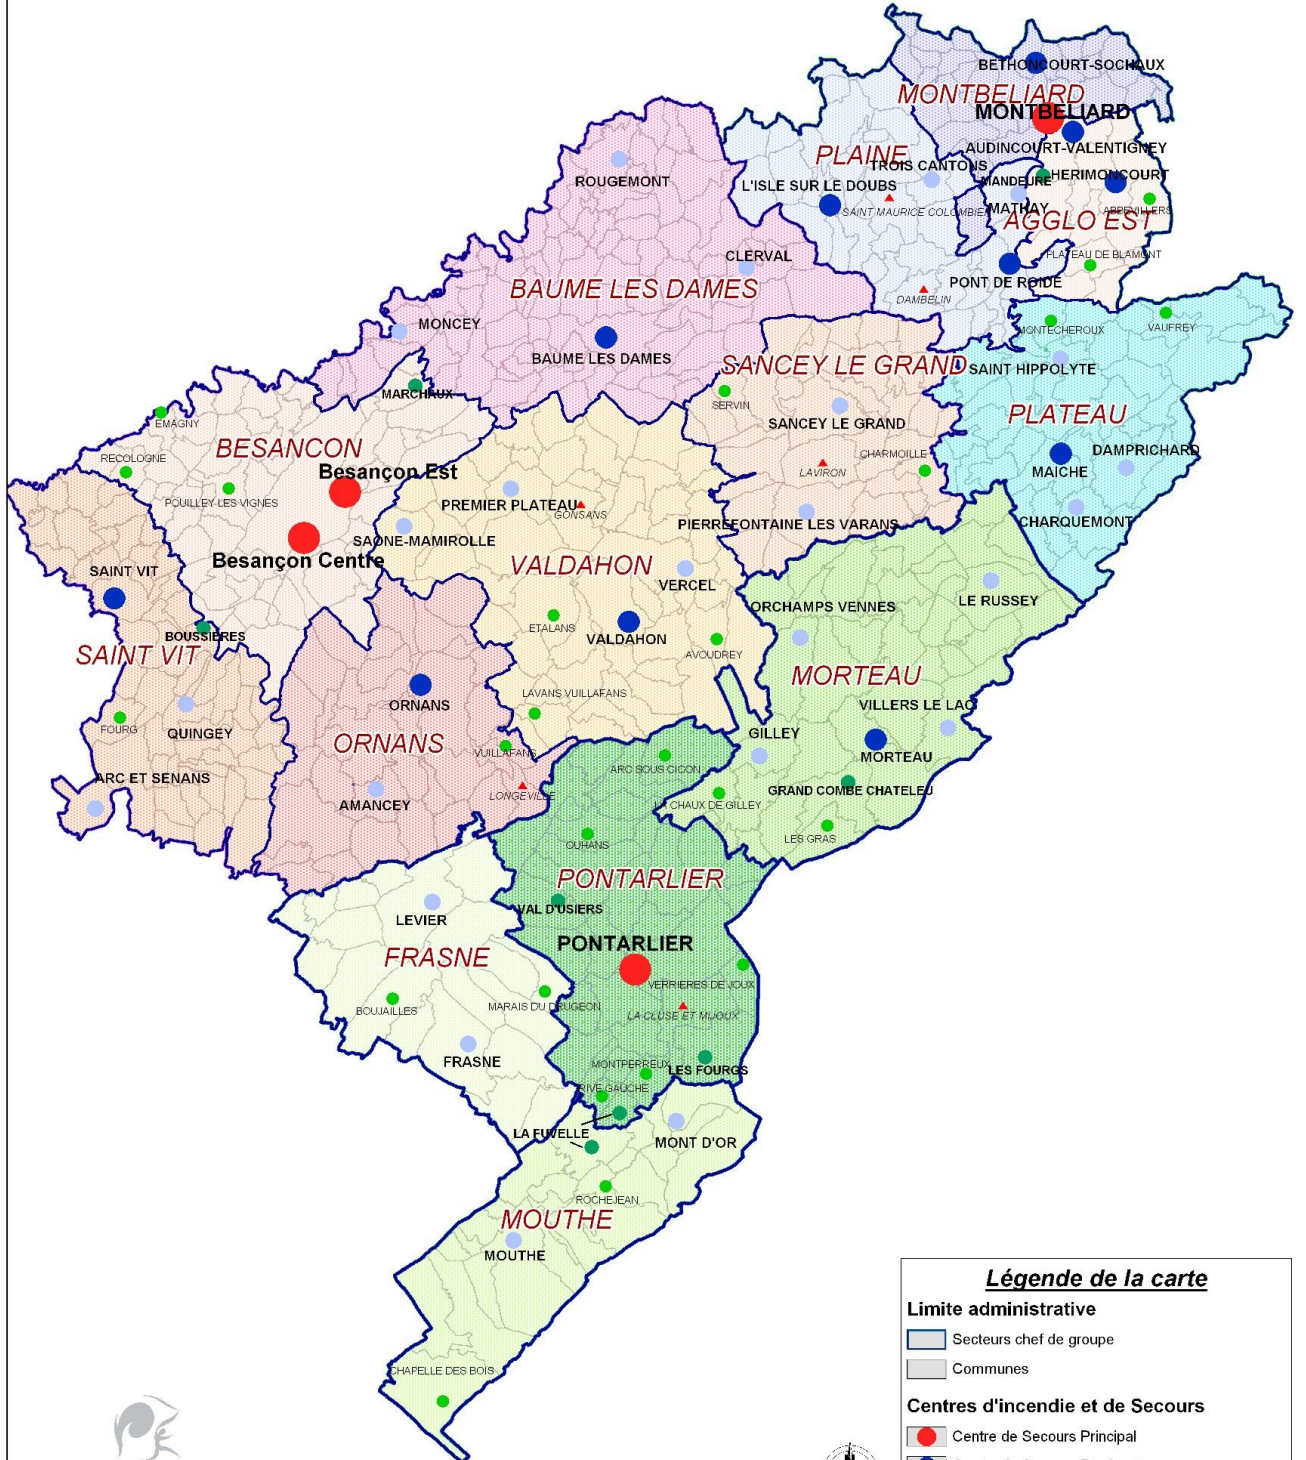 BETHONCOURT-SOCHAUX
MONTBELIARD
MONTBELIARD
AUDINCOURT-VALENTIGNEY
PLAINE
TROIS CANTONS
ROUGEMONT
L'ISLE SUR LE DOUBS
MANDEURE
HERIMONCOURT
SAINT MAURICE COLOMBIER
MATHAY
ABBEVILLERS
AGGLO EST
CLERVAL
PLATEAU DE BLAMONT
BAUME LES DAMES
PONT DE ROIDE
DAMBELIN
MONCEY
MONTECHEROUX
VAUFREY
BAUME LES DAMES
SANCEY LE GRAND
SAINT HIPPOLYTE
MARCHAUX
SERVIN
EMAGNY
SANCEY LE GRAND
PLATEAU
BESANCON
RECOLOGNE
CHARMOILLE
DAMPRICHARD
Besançon Est
LAVIRON
MAICHE
POUILLEY LES VIGNES
PREMIER PLATEAU
GONSANS
PIERREFONTAINE LES VARANS
CHARQUEMONT
SAONE-MAMIROLLE
Besançon Centre
VALDAHON
SAINT VIT
VERCEL
LE RUSSEY
ORCHAMPS VENNES
ETALANS
BOUSSIERES
VALDAHON
SAINT VIT
AVOUDREY
MORTEAU
LAVANS VUILLAFANS
ORNANS
VILLERS LE LAC
FOURG
QUINGEY
GILLEY
ORNANS
VUILLAFANS
MORTEAU
ARC SOUS CICON
ARC ET SENANS
GRAND COMBE CHATELEU
LONGEVILLE
AMANCEY
LA CHAUX DE GILLEY
LES GRAS
OUHANS
PONTARLIER
VAL D'USIERS
LEVIER
PONTARLIER
FRASNE
VERRIERES DE JOUX
MARAIS DU DRUGEON
BOUJAILLES
LA CLUSE ET MIJOUX
FRASNE
MONTPERREUX
LES FOURGS
RIVE GAUCHE
LA FUVELLE
MONT D'OR
ROCHEJEAN
MOUTHE
MOUTHE
CHAPELLE DES BOIS
Légende de la carte
Limite administrative
Secteurs chef de groupe
Communes
Centres d'incendie et de Secours
Centre de Secours Principal